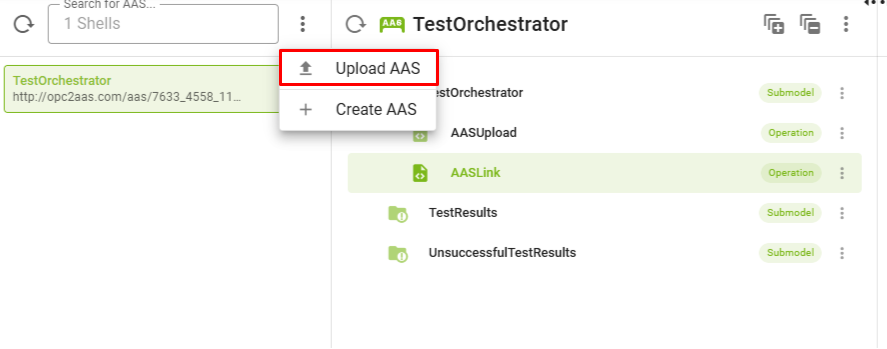 Search for AAS...
1 Shells
AAS
TestOrchestrator
Upload AAS
Create AAS
TestOrchestrator
http://opc2aas.com/aas/7633_4558_11...
estOrchestrator
Submodel
AASUpload
Operation
AASLink
Operation
TestResults
Submodel
UnsuccessfulTestResults
Submodel